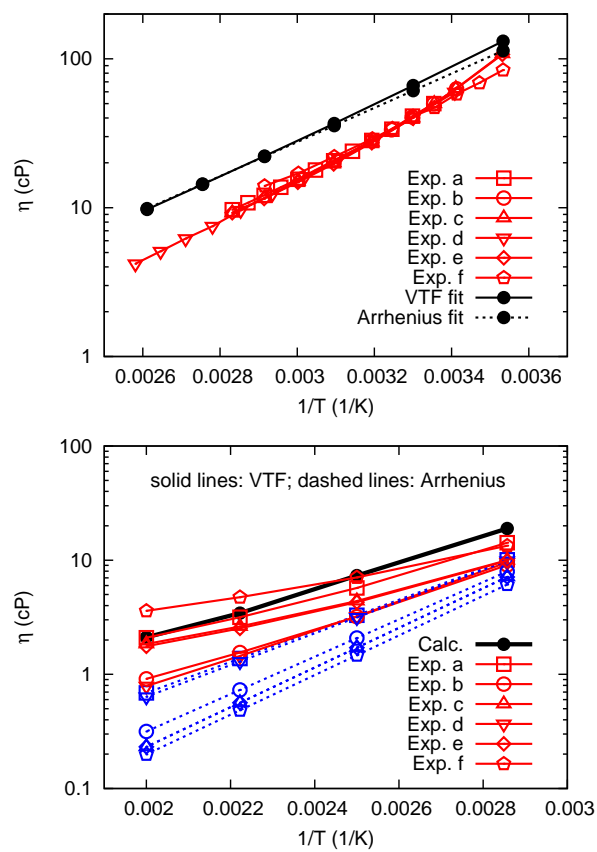 100
10
1
η (cP)
Exp. a
Exp. b
Exp. c
Exp. d
Exp. e
Exp. f
VTF fit
Arrhenius fit
0.0026 0.0028 0.003 0.0032 0.0034 0.0036
1/T (1/K)
100
10
1
0.1
η (cP)
solid lines: VTF; dashed lines: Arrhenius
Calc.
Exp. a
Exp. b
Exp. c
Exp. d
Exp. e
Exp. f
0.002 0.0022 0.0024 0.0026 0.0028 0.003
1/T (1/K)